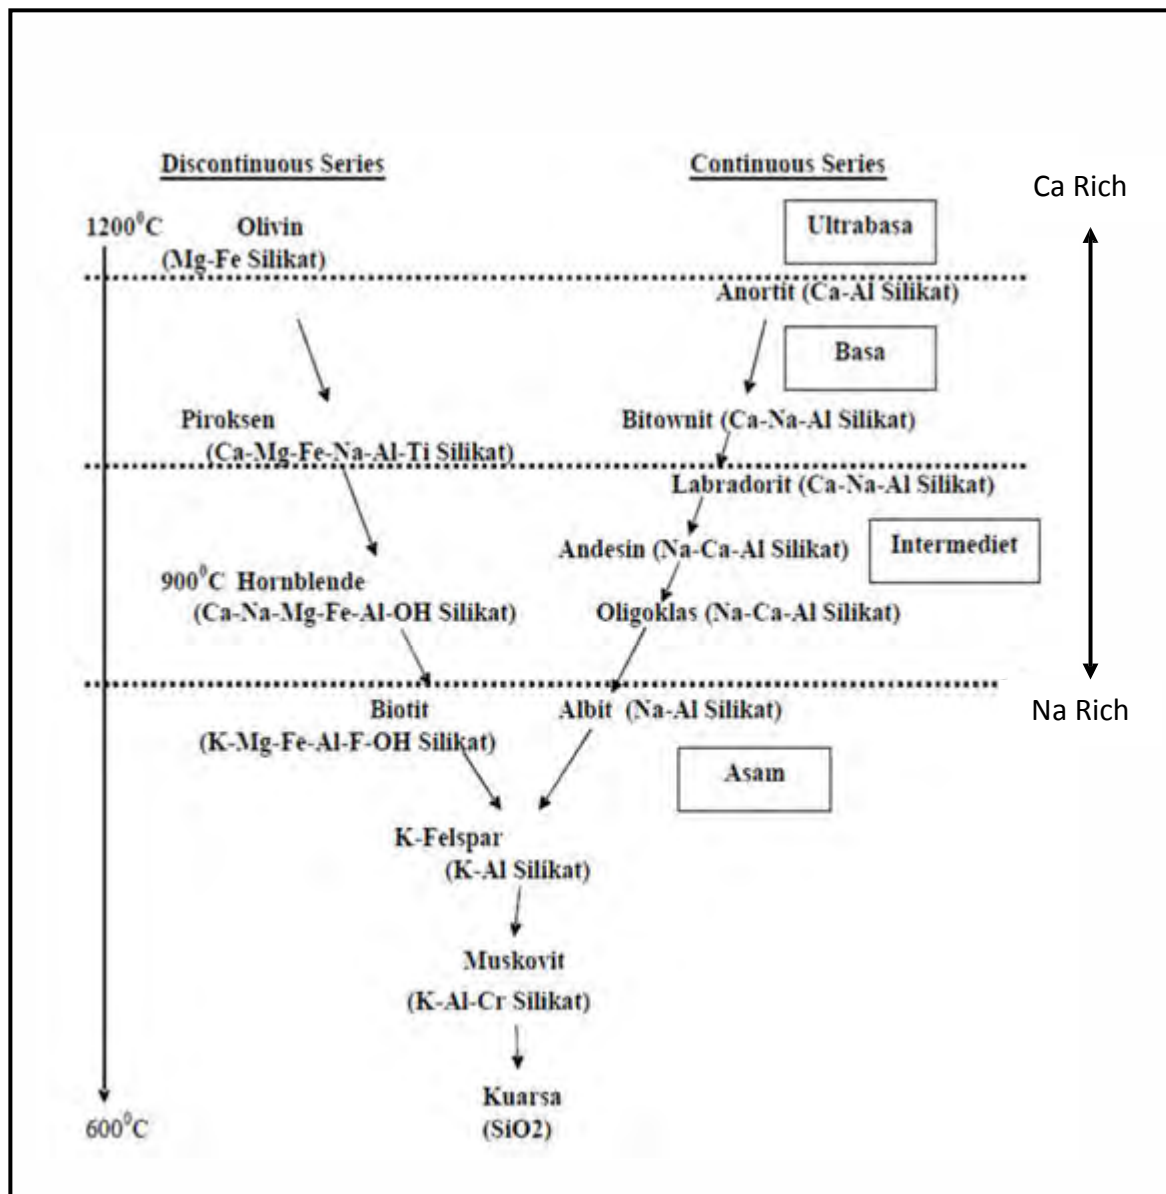 Discontinuous Series
Continuous Series
Ca Rich
1200⁰C Olivin
(Mg-Fe Silikat)
Ultrabasa
Anortit (Ca-Al Silikat)
Basa
Piroksen
(Ca-Mg-Fe-Na-Al-Ti Silikat)
Bitownit (Ca-Na-Al Silikat)
Labradorit (Ca-Na-Al Silikat)
Andesin (Na-Ca-Al Silikat)
Intermediet
900⁰C Hornblende
(Ca-Na-Mg-Fe-Al-OH Silikat)
Oligoklas (Na-Ca-Al Silikat)
Biotit
(K-Mg-Fe-Al-F-OH Silikat)
Albit (Na-Al Silikat)
Na Rich
Asam
K-Felspar
(K-Al Silikat)
Muskovit
(K-Al-Cr Silikat)
Kuarsa
(SiO2)
600⁰C